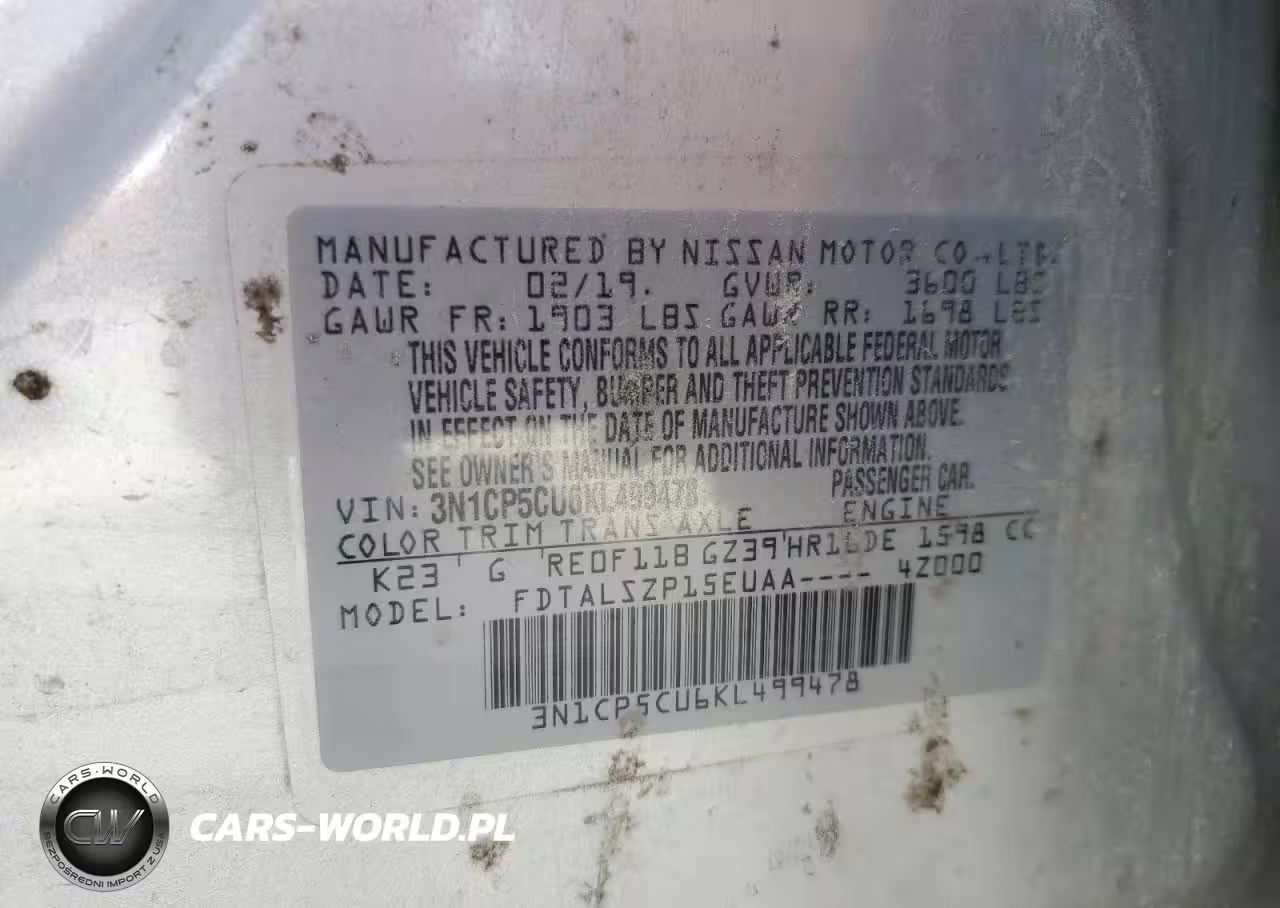 MANUFACTURED BY NISSAN MOTOR CO.,LTD.
DATE: 02/19. GVWR: 3600 LBS
GAWR FR: 1903 LBS GAWR RR: 1698 LBS
THIS VEHICLE CONFORMS TO ALL APPLICABLE FEDERAL MOTOR
VEHICLE SAFETY, BUMPER AND THEFT PREVENTION STANDARDS
IN EFFECT ON THE DATE OF MANUFACTURE SHOWN ABOVE.
SEE OWNER'S MANUAL FOR ADDITIONAL INFORMATION.
PASSENGER CAR.
VIN: 3N1CP5CU6KL499478
COLOR TRIM TRANS AXLE ENGINE
K23 G RE0F11B GZ39 HR16DE 1598 CC
MODEL: FDTALSZP15EUAA---- 4Z000
3N1CP5CU6KL499478
CARS-WORLD
CW
BEZPOŚREDNI IMPORT Z USA
CARS-WORLD.PL